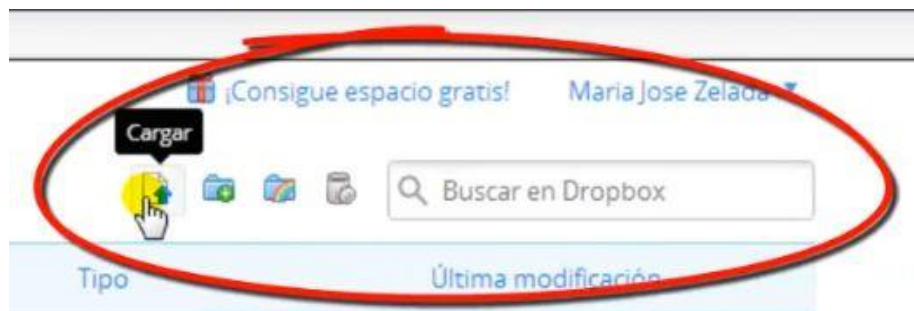 ¡Consigue espacio gratis! Maria Jose Zelada
Cargar
Buscar en Dropbox
Tipo Última modificación